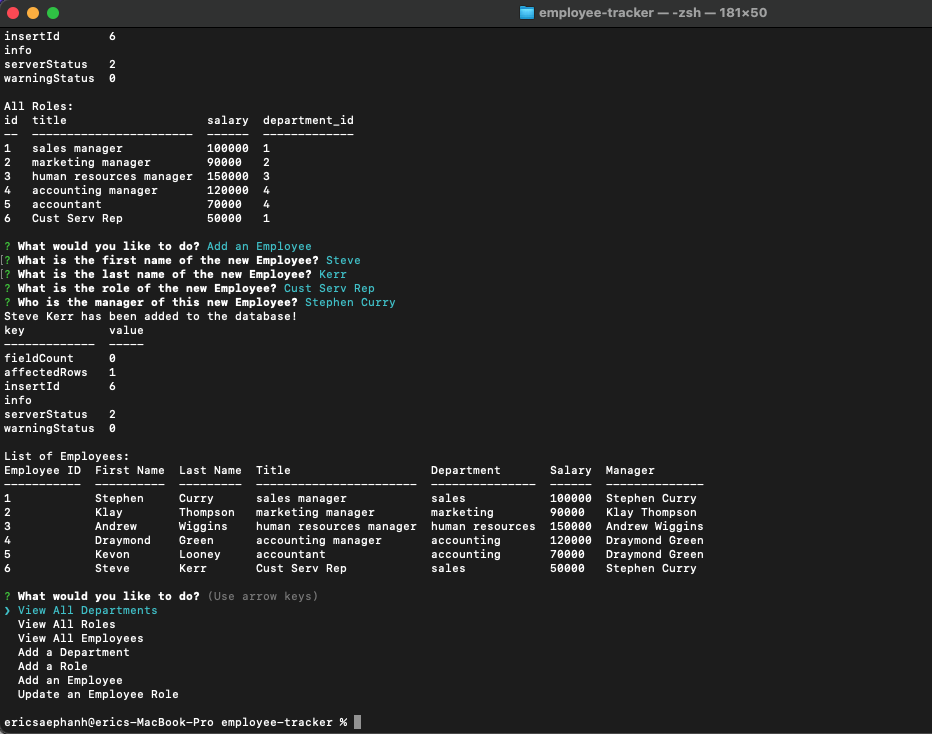 employee-tracker — -zsh — 181×50
insertId       6
info
serverStatus   2
warningStatus  0
All Roles:
id  title                    salary  department_id
——  ———————————————————————  ——————  —————————————
1   sales manager            100000  1
2   marketing manager        90000   2
3   human resources manager  150000  3
4   accounting manager       120000  4
5   accountant               70000   4
6   Cust Serv Rep            50000   1
? What would you like to do? Add an Employee
[? What is the first name of the new Employee? Steve
[? What is the last name of the new Employee? Kerr
? What is the role of the new Employee? Cust Serv Rep
? Who is the manager of this new Employee? Stephen Curry
Steve Kerr has been added to the database!
key            value
—————————————  —————
fieldCount     0
affectedRows   1
insertId       6
info
serverStatus   2
warningStatus  0
List of Employees:
Employee ID  First Name  Last Name  Title                    Department       Salary  Manager
———————————  ——————————  —————————  ———————————————————————  ———————————————  ——————  ——————————————
1            Stephen     Curry      sales manager            sales            100000  Stephen Curry
2            Klay        Thompson   marketing manager        marketing        90000   Klay Thompson
3            Andrew      Wiggins    human resources manager  human resources  150000  Andrew Wiggins
4            Draymond    Green      accounting manager       accounting       120000  Draymond Green
5            Kevon       Looney     accountant               accounting       70000   Draymond Green
6            Steve       Kerr       Cust Serv Rep            sales            50000   Stephen Curry
? What would you like to do? (Use arrow keys)
❯ View All Departments
View All Roles
View All Employees
Add a Department
Add a Role
Add an Employee
Update an Employee Role
ericsaephanh@erics-MacBook-Pro employee-tracker %